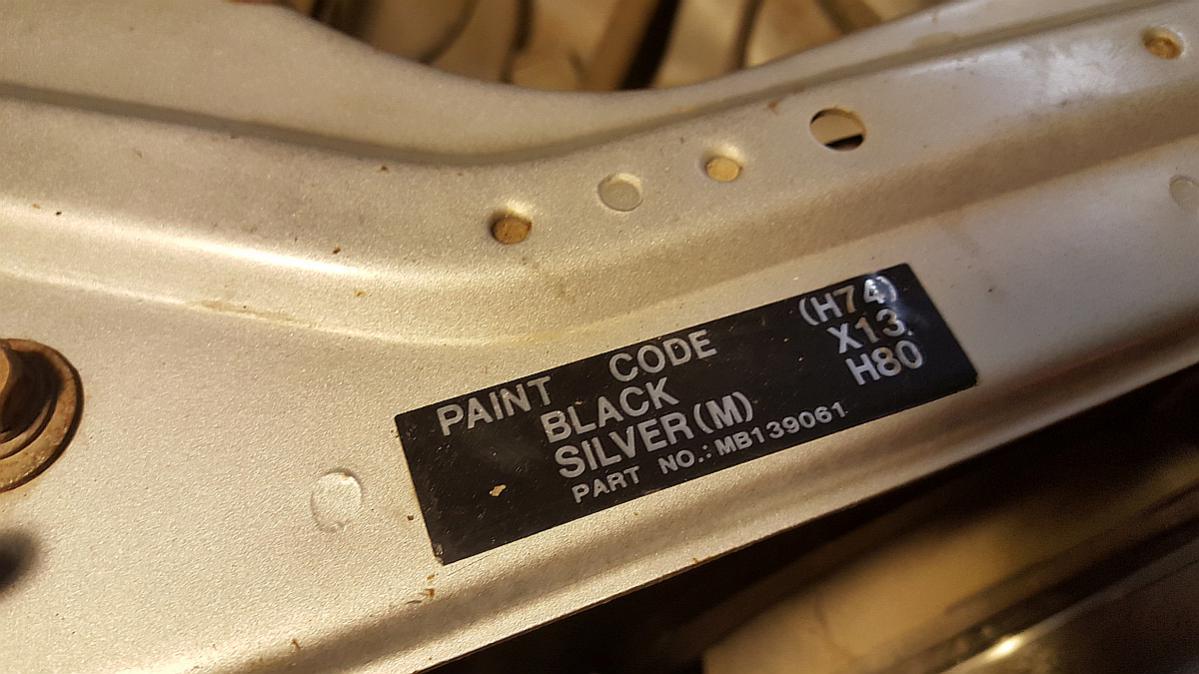 PAINT CODE (H74)
BLACK X13
SILVER(M) H80
PART NO.: MB139061